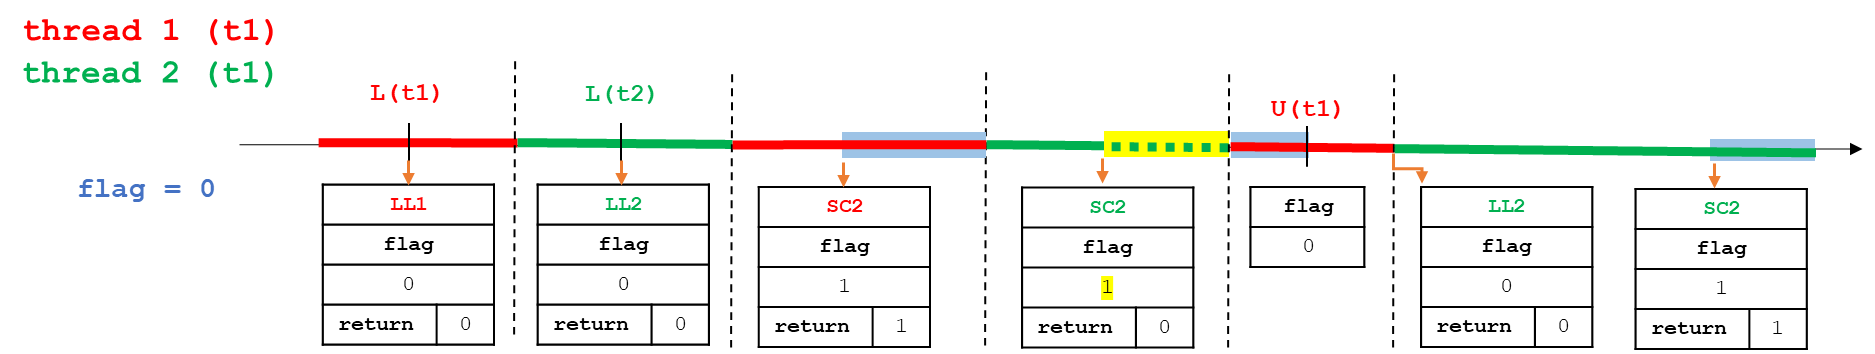 thread 1 (t1)
thread 2 (t1)
L(t1)
L(t2)
U(t1)
flag = 0
LL1
flag
0
return 0
LL2
flag
0
return 0
SC2
flag
1
return 1
SC2
flag
1
return 0
flag
0
LL2
flag
0
return 0
SC2
flag
1
return 1